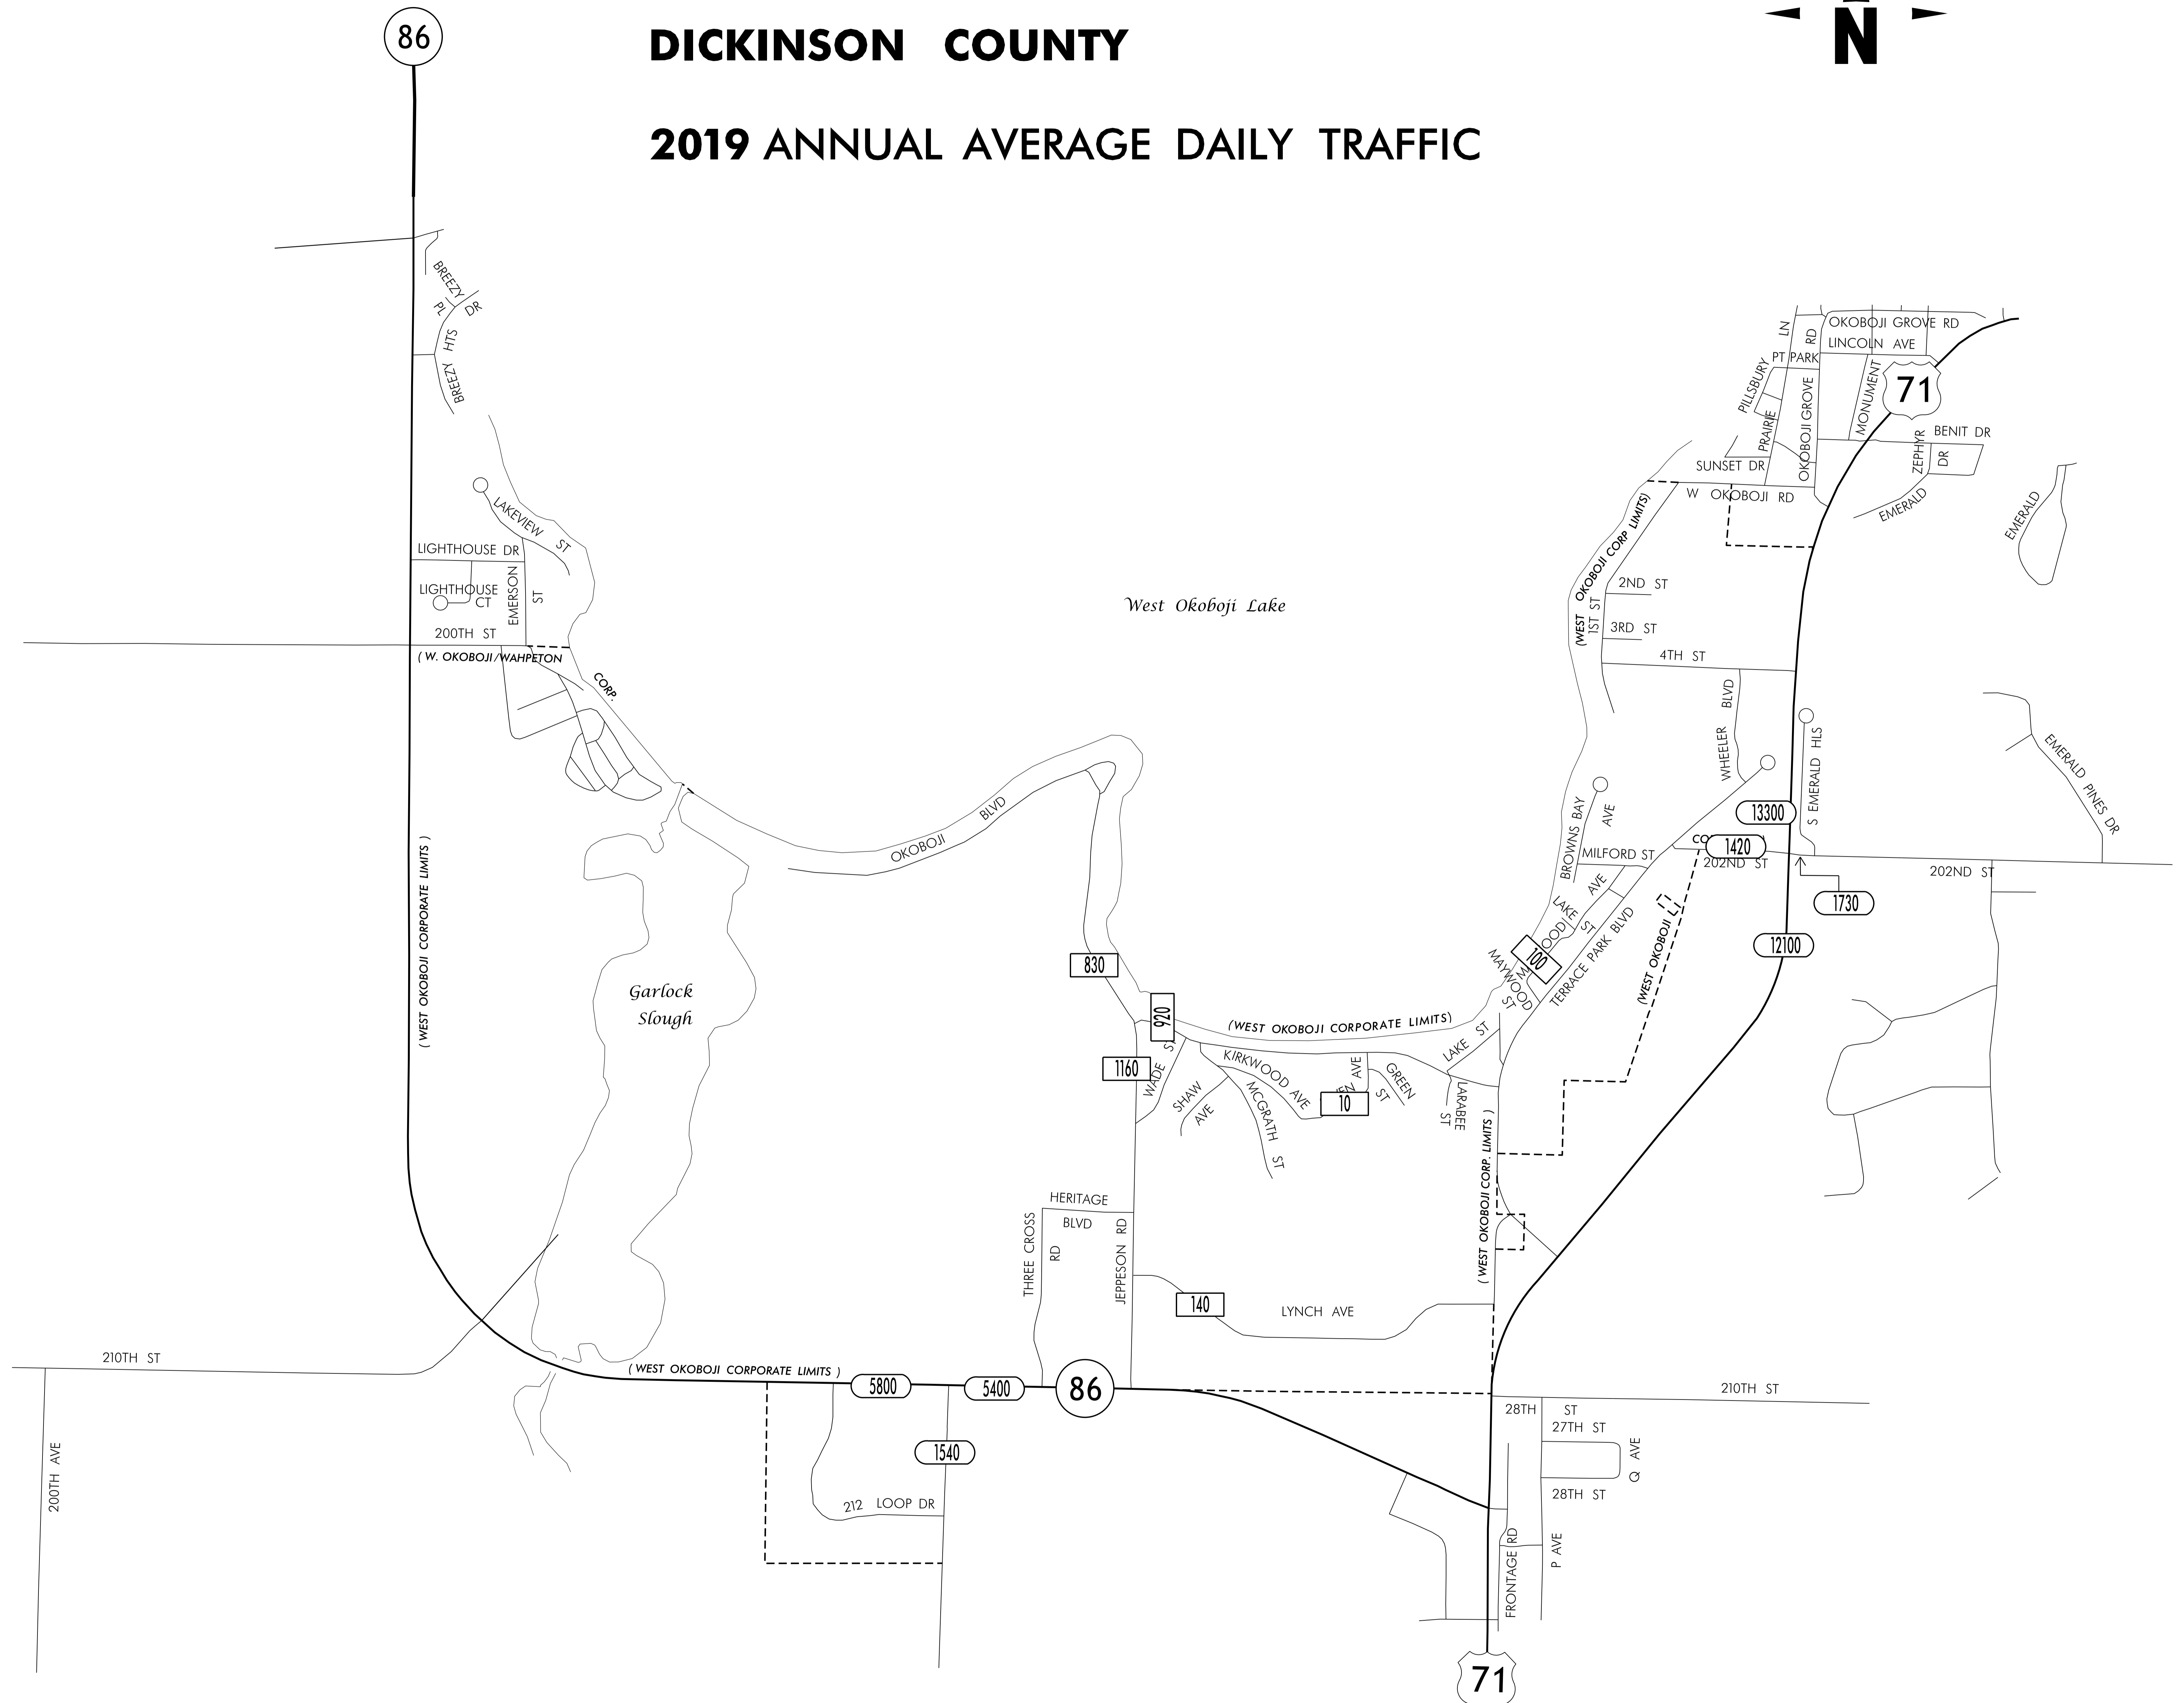 86
DICKINSON COUNTY
N
2019 ANNUAL AVERAGE DAILY TRAFFIC
BREEZY
PL
DR
BREEZY HTS
OKOBOJI GROVE RD
LN
RD
LINCOLN AVE
PT PARK
PILLSBURY
PRAIRIE
OKOBOJI GROVE
MONUMENT
71
ZEPHYR
DR
BENIT DR
SUNSET DR
W OKOBOJI RD
EMERALD
EMERALD
LAKEVIEW ST
LIGHTHOUSE DR
LIGHTHOUSE
CT
EMERSON
ST
200TH ST
( W. OKOBOJI/WAHPETON
CORP.
West Okoboji Lake
(WEST OKOBOJI CORP LIMITS)
2ND ST
1ST ST
3RD ST
4TH ST
WHEELER BLVD
S EMERALD HLS
EMERALD PINES DR
13300
OKOBOJI BLVD
BROWNS BAY
AVE
MILFORD ST
1420
202ND ST
202ND ST
1730
12100
( WEST OKOBOJI CORPORATE LIMITS )
Garlock
Slough
830
920
1160
WADE
(WEST OKOBOJI CORPORATE LIMITS)
LAKE ST
AVE
100
MAYWOOD
ST
TERRACE PARK BLVD
(WEST OKOBOJI
LAKE ST
KIRKWOOD AVE
AVE
GREEN
ST
10
SHAW
AVE
MCGRATH ST
LARABEE
ST
( WEST OKOBOJI CORP. LIMITS )
HERITAGE
BLVD
THREE CROSS
RD
JEPPESON RD
140
LYNCH AVE
210TH ST
( WEST OKOBOJI CORPORATE LIMITS )
5800
5400
86
210TH ST
28TH ST
27TH ST
Q AVE
28TH ST
1540
200TH AVE
212 LOOP DR
FRONTAGE RD
P AVE
71